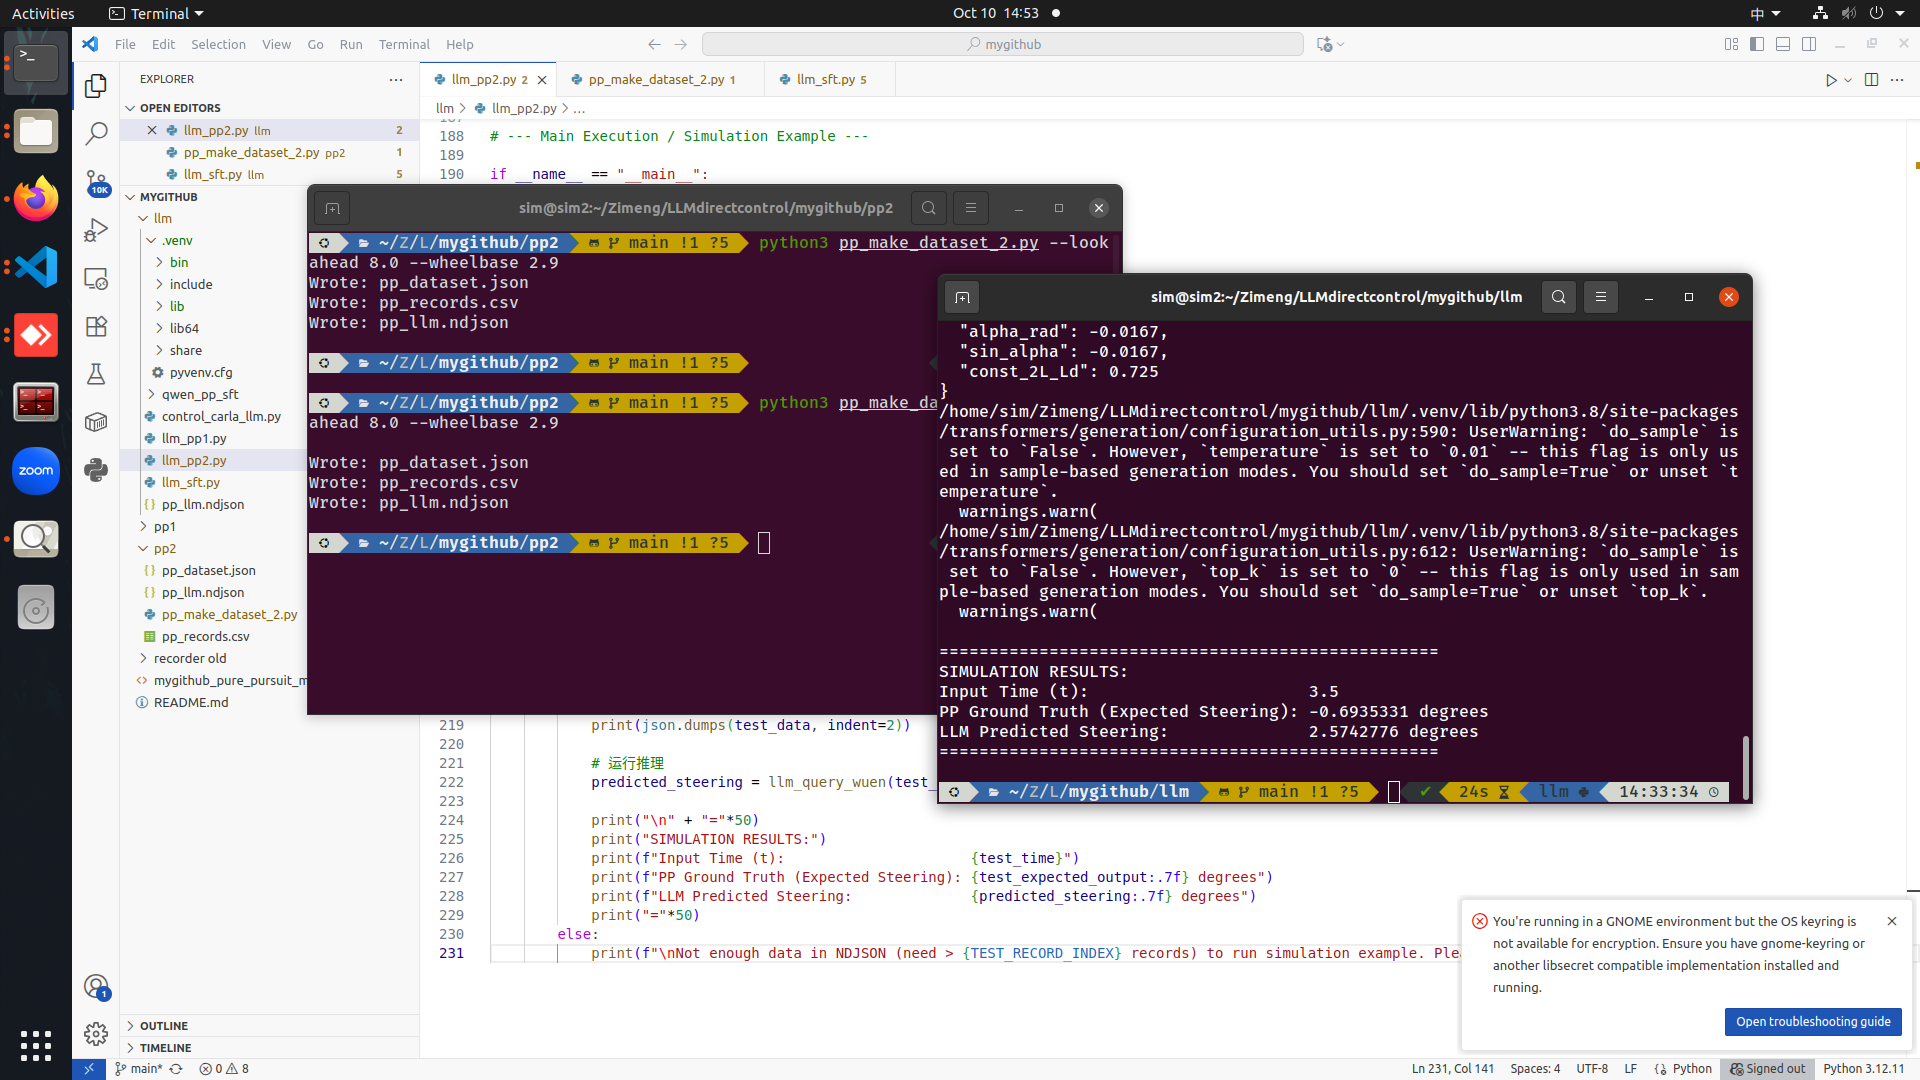 Activities
Terminal
Oct 10 14:53
中
File Edit Selection View Go Run Terminal Help
mygithub
EXPLORER
OPEN EDITORS
llm_pp2.py llm 2
pp_make_dataset_2.py pp2 1
llm_sft.py llm 5
10K
MYGITHUB
llm
.venv
bin
include
lib
lib64
share
pyvenv.cfg
qwen_pp_sft
control_carla_llm.py
llm_pp1.py
llm_pp2.py
llm_sft.py
pp_llm.ndjson
pp1
pp2
pp_dataset.json
pp_llm.ndjson
pp_make_dataset_2.py
pp_records.csv
recorder old
mygithub_pure_pursuit_m
README.md
OUTLINE
TIMELINE
zoom
1
llm_pp2.py 2
pp_make_dataset_2.py 1
llm_sft.py 5
llm > llm_pp2.py > ...
187
188 # --- Main Execution / Simulation Example ---
189
190 if __name__ == "__main__":
sim@sim2:~/Zimeng/LLMdirectcontrol/mygithub/pp2
~/Z/L/mygithub/pp2 main !1 ?5 python3 pp_make_dataset_2.py --look
ahead 8.0 --wheelbase 2.9
Wrote: pp_dataset.json
Wrote: pp_records.csv
Wrote: pp_llm.ndjson
~/Z/L/mygithub/pp2 main !1 ?5
~/Z/L/mygithub/pp2 main !1 ?5 python3 pp_make_da
ahead 8.0 --wheelbase 2.9
Wrote: pp_dataset.json
Wrote: pp_records.csv
Wrote: pp_llm.ndjson
~/Z/L/mygithub/pp2 main !1 ?5
sim@sim2:~/Zimeng/LLMdirectcontrol/mygithub/llm
"alpha_rad": -0.0167,
"sin_alpha": -0.0167,
"const_2L_Ld": 0.725
}
/home/sim/Zimeng/LLMdirectcontrol/mygithub/llm/.venv/lib/python3.8/site-packages
/transformers/generation/configuration_utils.py:590: UserWarning: `do_sample` is
set to `False`. However, `temperature` is set to `0.01` -- this flag is only us
ed in sample-based generation modes. You should set `do_sample=True` or unset `t
emperature`.
warnings.warn(
/home/sim/Zimeng/LLMdirectcontrol/mygithub/llm/.venv/lib/python3.8/site-packages
/transformers/generation/configuration_utils.py:612: UserWarning: `do_sample` is
set to `False`. However, `top_k` is set to `0` -- this flag is only used in sam
ple-based generation modes. You should set `do_sample=True` or unset `top_k`.
warnings.warn(
==================================================
SIMULATION RESULTS:
Input Time (t): 3.5
PP Ground Truth (Expected Steering): -0.6935331 degrees
LLM Predicted Steering: 2.5742776 degrees
==================================================
~/Z/L/mygithub/llm main !1 ?5 ✔ 24s llm 14:33:34
219 print(json.dumps(test_data, indent=2))
220
221 # 运行推理
222 predicted_steering = llm_query_wuen(test_
223
224 print("\n" + "="*50)
225 print("SIMULATION RESULTS:")
226 print(f"Input Time (t): {test_time}")
227 print(f"PP Ground Truth (Expected Steering): {test_expected_output:.7f} degrees")
228 print(f"LLM Predicted Steering: {predicted_steering:.7f} degrees")
229 print("="*50)
230 else:
231 print(f"\nNot enough data in NDJSON (need > {TEST_RECORD_INDEX} records) to run simulation example. Plea
You're running in a GNOME environment but the OS keyring is
not available for encryption. Ensure you have gnome-keyring or
another libsecret compatible implementation installed and
running.
Open troubleshooting guide
main* 0 8
Ln 231, Col 141 Spaces: 4 UTF-8 LF Python Signed out Python 3.12.11